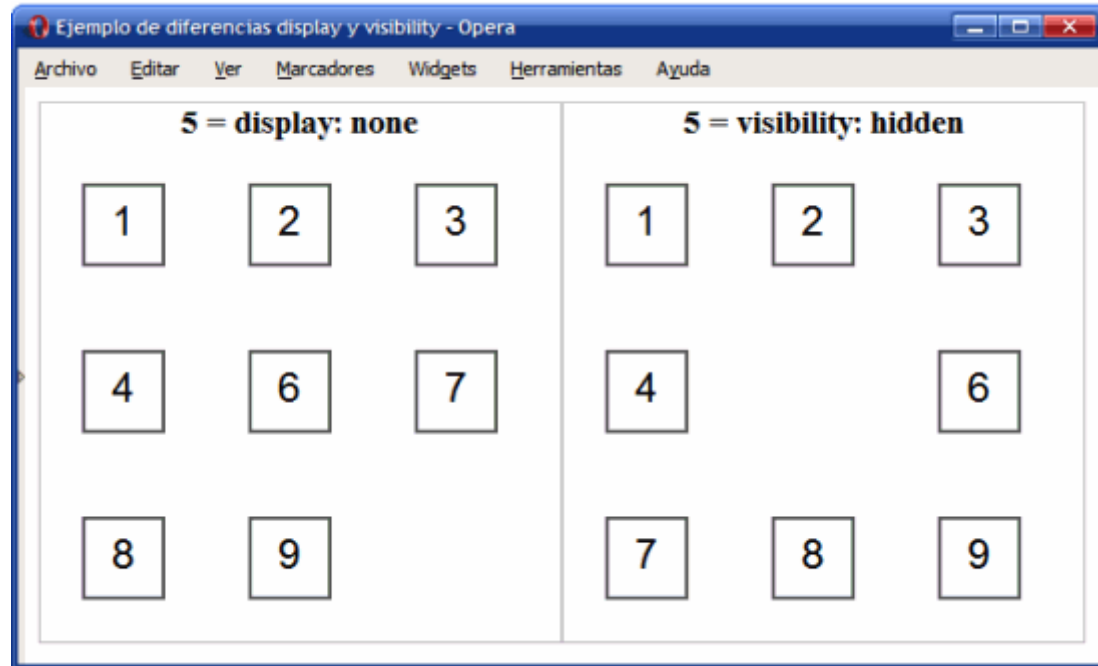 Ejemplo de diferencias display y visibility - Opera
Archivo Editar Ver Marcadores Widgets Herramientas Ayuda
5 = display: none
1 2 3
4 6 7
8 9
5 = visibility: hidden
1 2 3
4 6
7 8 9